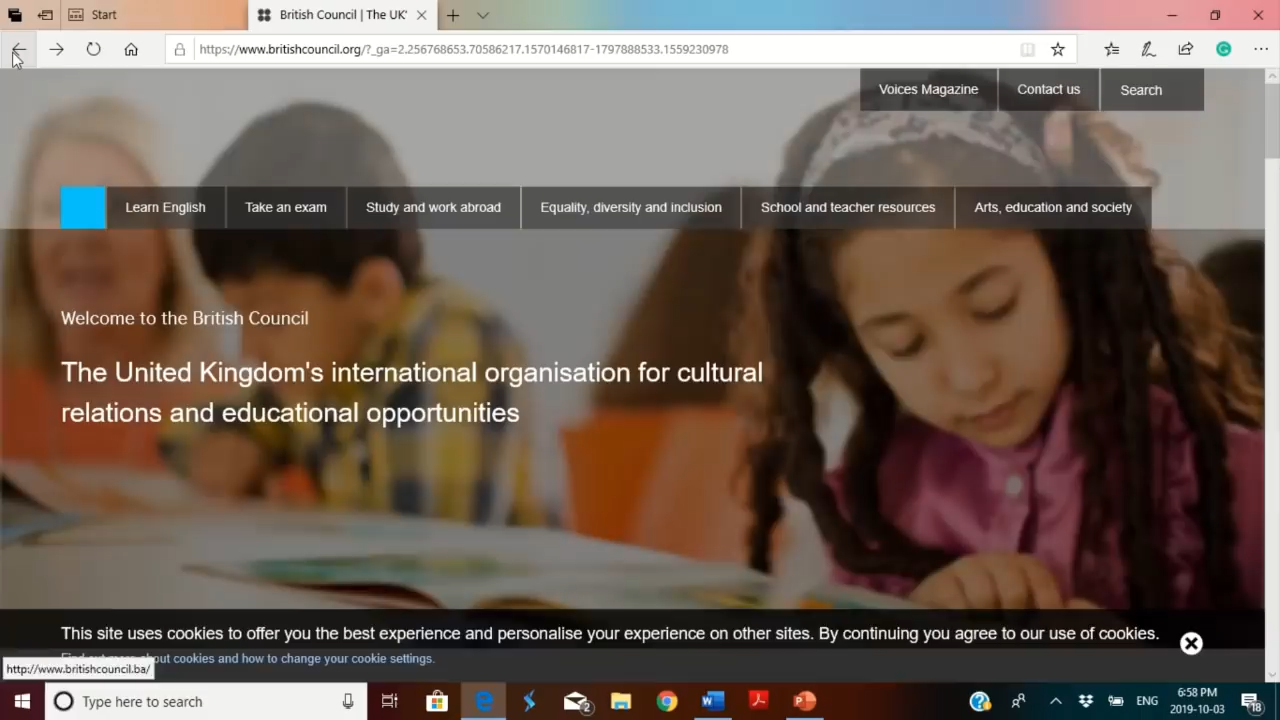 Start
British Council | The UK'
https://www.britishcouncil.org/?_ga=2.256768653.70586217.1570146817-1797888533.1559230978
Voices Magazine Contact us Search
Learn English Take an exam Study and work abroad Equality, diversity and inclusion School and teacher resources Arts, education and society
Welcome to the British Council
The United Kingdom's international organisation for cultural
relations and educational opportunities
This site uses cookies to offer you the best experience and personalise your experience on other sites. By continuing you agree to our use of cookies.
Find out more about cookies and how to change your cookie settings.
http://www.britishcouncil.ba/
Type here to search
2
ENG
6:58 PM
2019-10-03
18